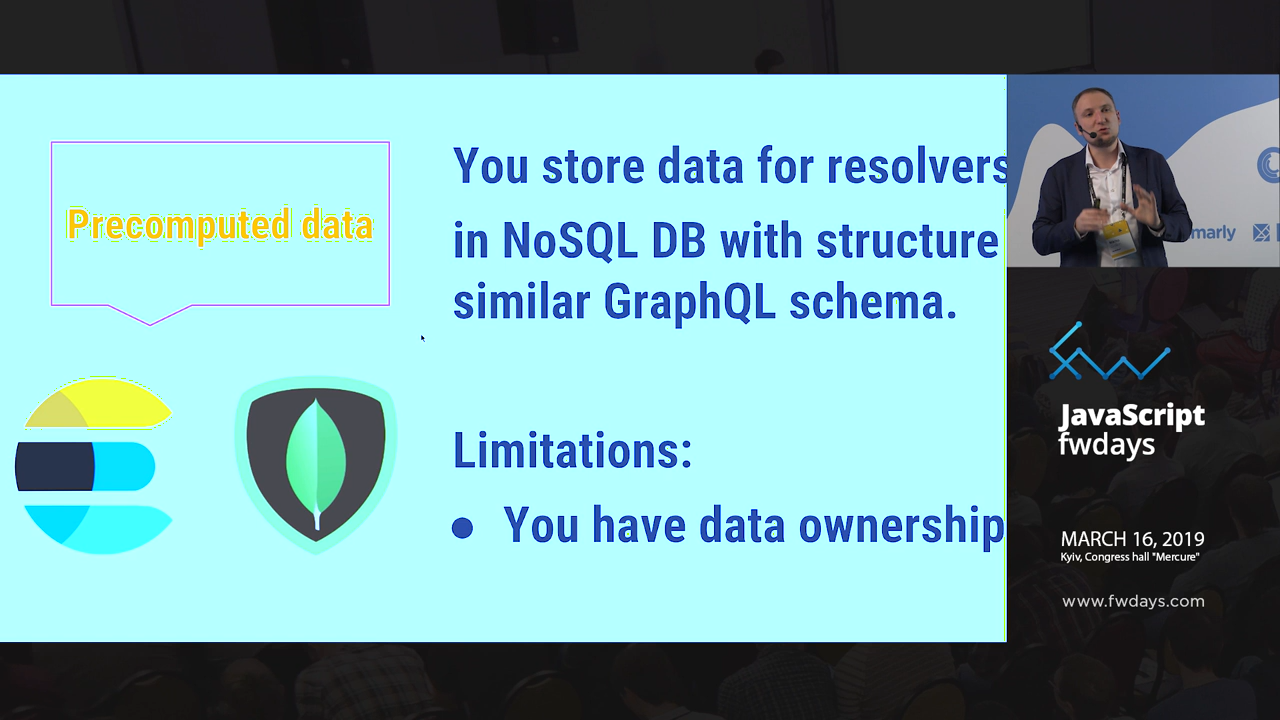 Precomputed data
You store data for resolvers
in NoSQL DB with structure
similar GraphQL schema.
Limitations:
● You have data ownership
marly
JavaScript
fwdays
MARCH 16, 2019
Kyiv, Congress hall "Mercure"
www.fwdays.com